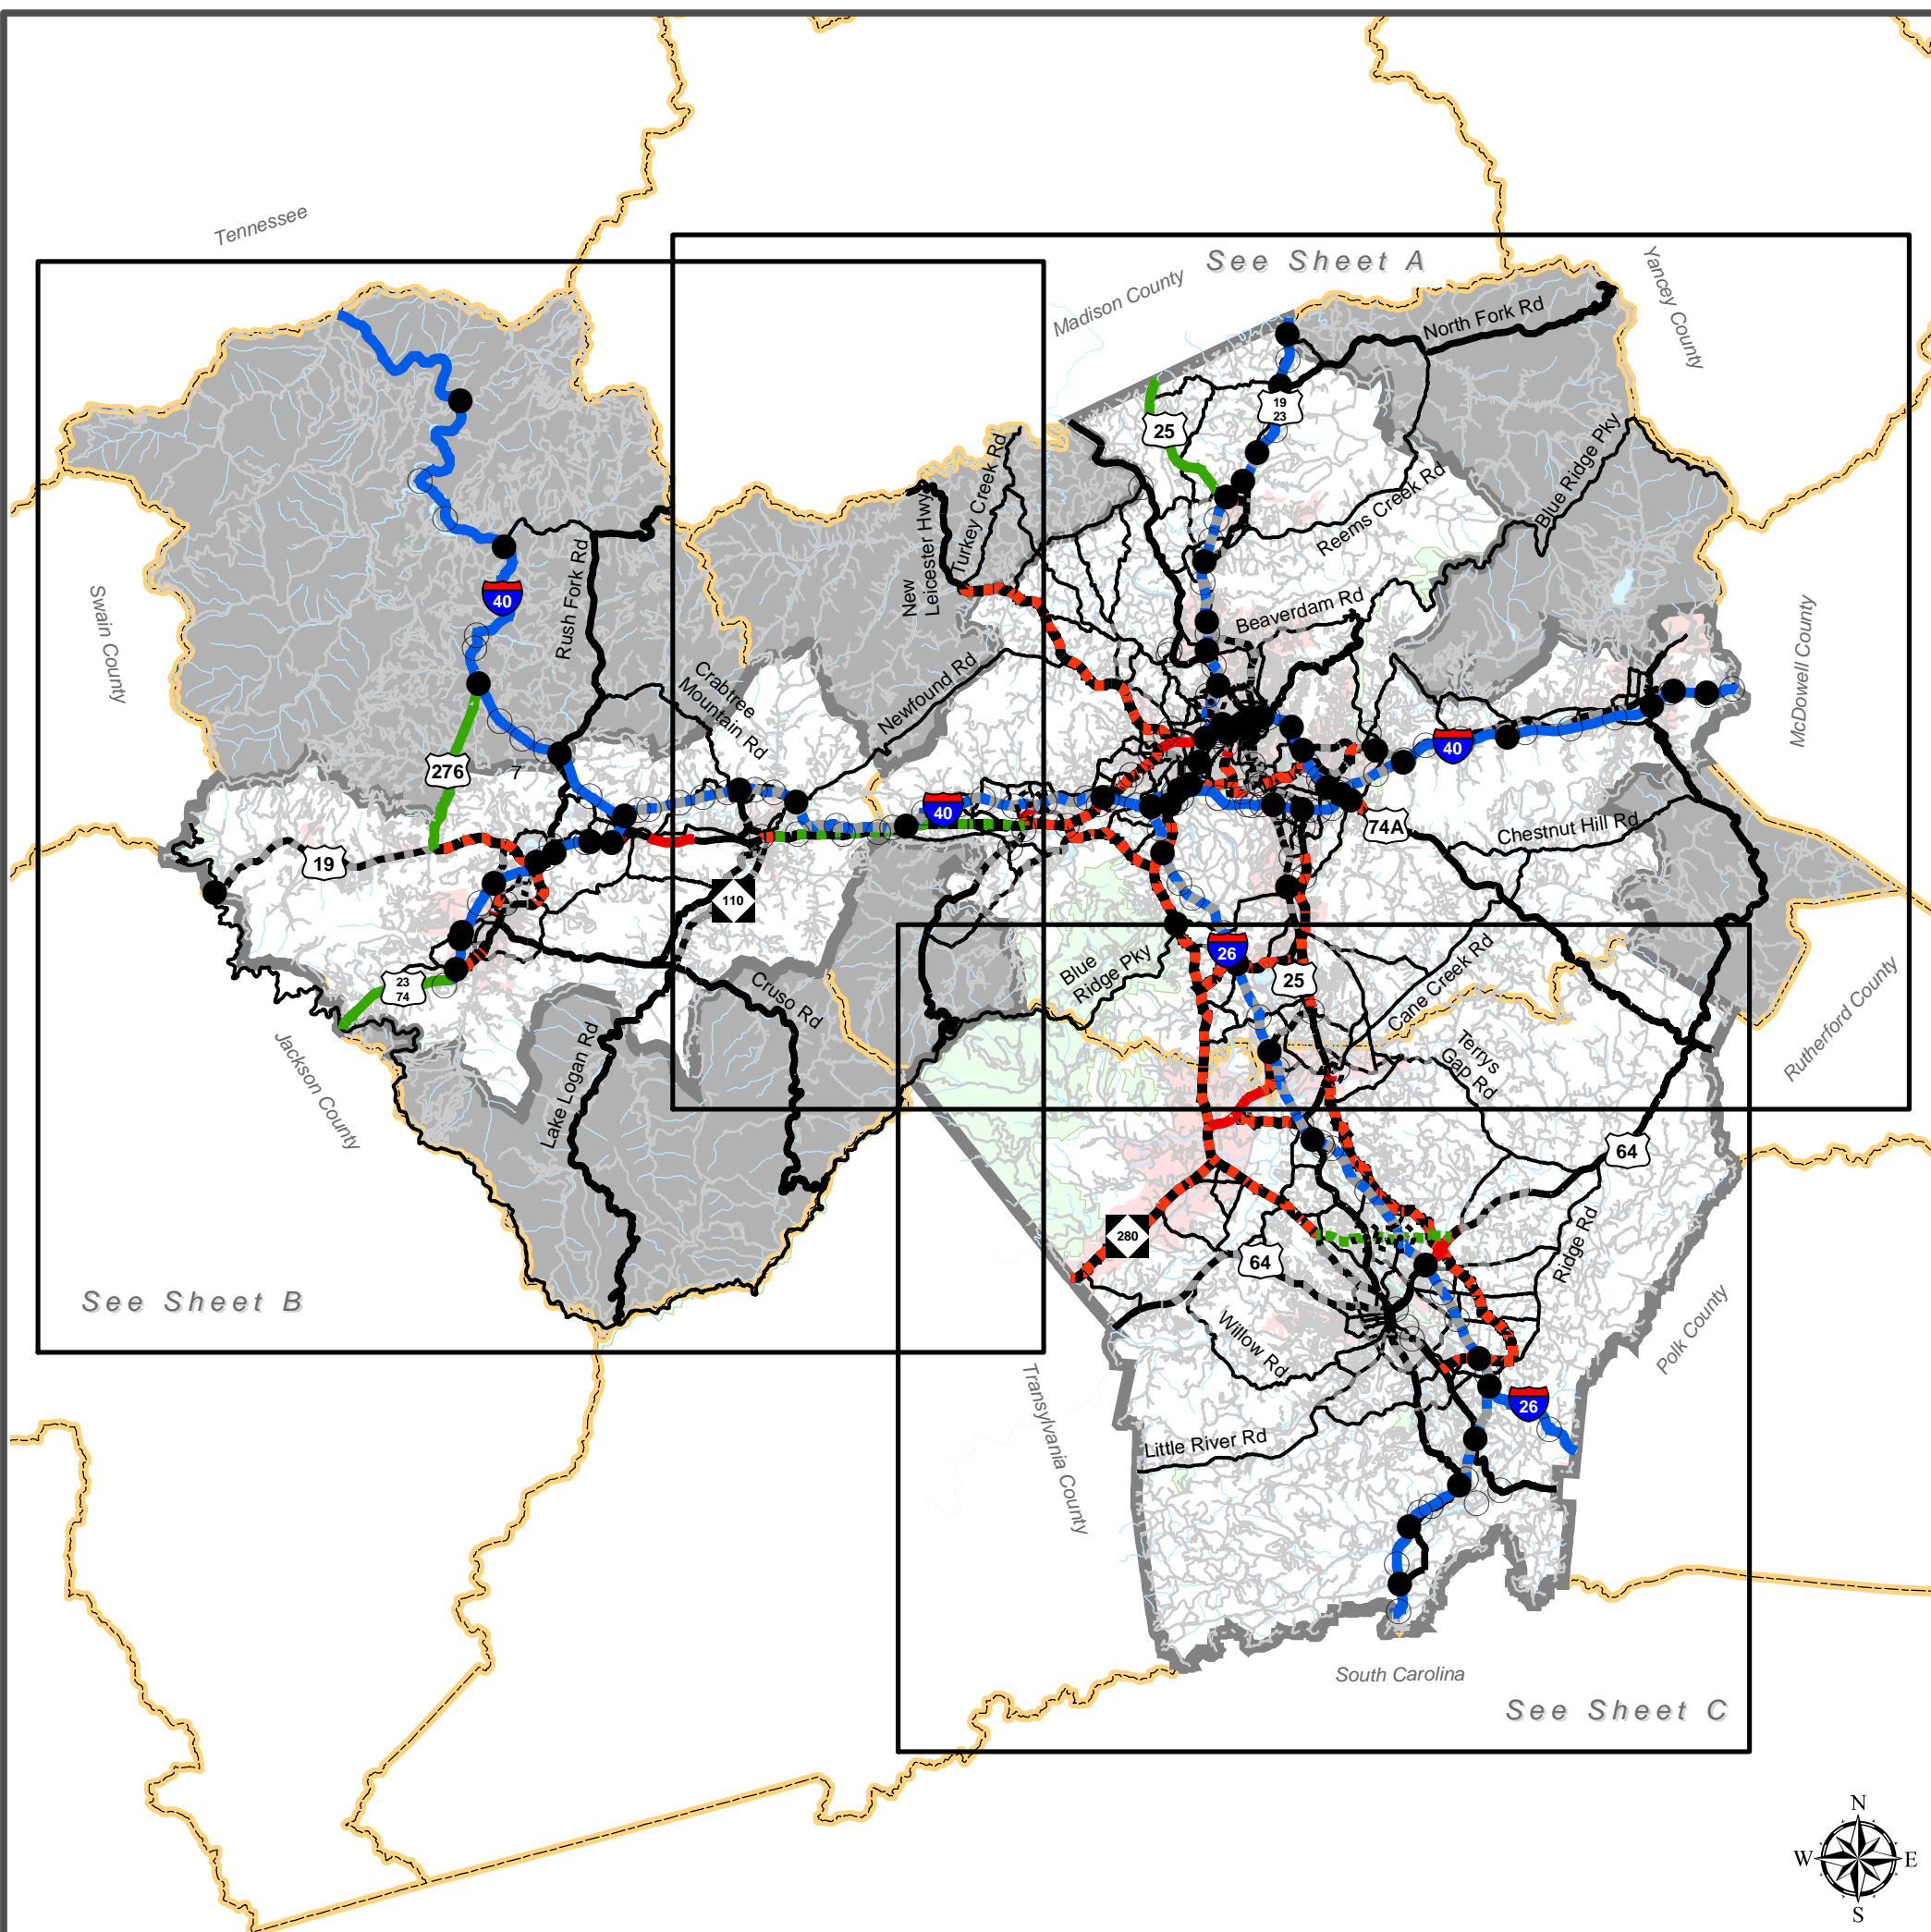 Tennessee
See Sheet A
Madison County
Yancey County
North Fork Rd
19
23
25
Blue Ridge Pky
Turkey Creek Rd
New
Leicester Hwy
Reems Creek Rd
Rush Fork Rd
40
Swain County
Beaverdam Rd
McDowell County
Crabtree
Mountain Rd
Newfound Rd
40
276
7
40
74A
Chestnut Hill Rd
19
110
26
25
Blue
Ridge Pky
Cane Creek Rd
23
74
Cruso Rd
Rutherford County
Jackson County
Lake Logan Rd
Terrys
Gap Rd
64
280
64
Ridge Rd
See Sheet B
Willow Rd
Polk County
Transylvania County
26
Little River Rd
South Carolina
See Sheet C
N
W
E
S